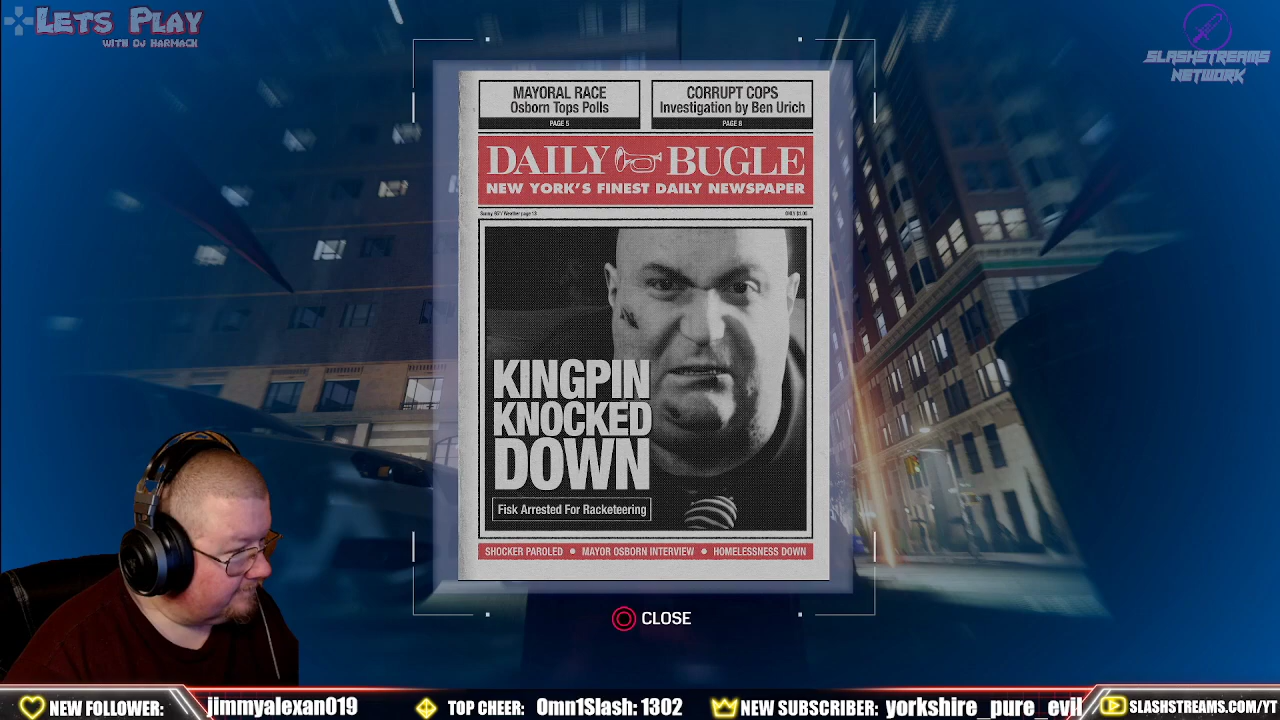 LETS PLAY
WITH DJ HARMACK
SLASHSTREAMS
NETWORK
MAYORAL RACE
Osborn Tops Polls
PAGE 5
CORRUPT COPS
Investigation by Ben Urich
PAGE 8
DAILY BUGLE
NEW YORK'S FINEST DAILY NEWSPAPER
KINGPIN
KNOCKED
DOWN
Fisk Arrested For Racketeering
SHOCKER PAROLED ● MAYOR OSBORN INTERVIEW ● HOMELESSNESS DOWN
CLOSE
NEW FOLLOWER: jimmyalexan019
TOP CHEER: 0mn1Slash: 1302
NEW SUBSCRIBER: yorkshire_pure_evil
SLASHSTREAMS.COM/YT